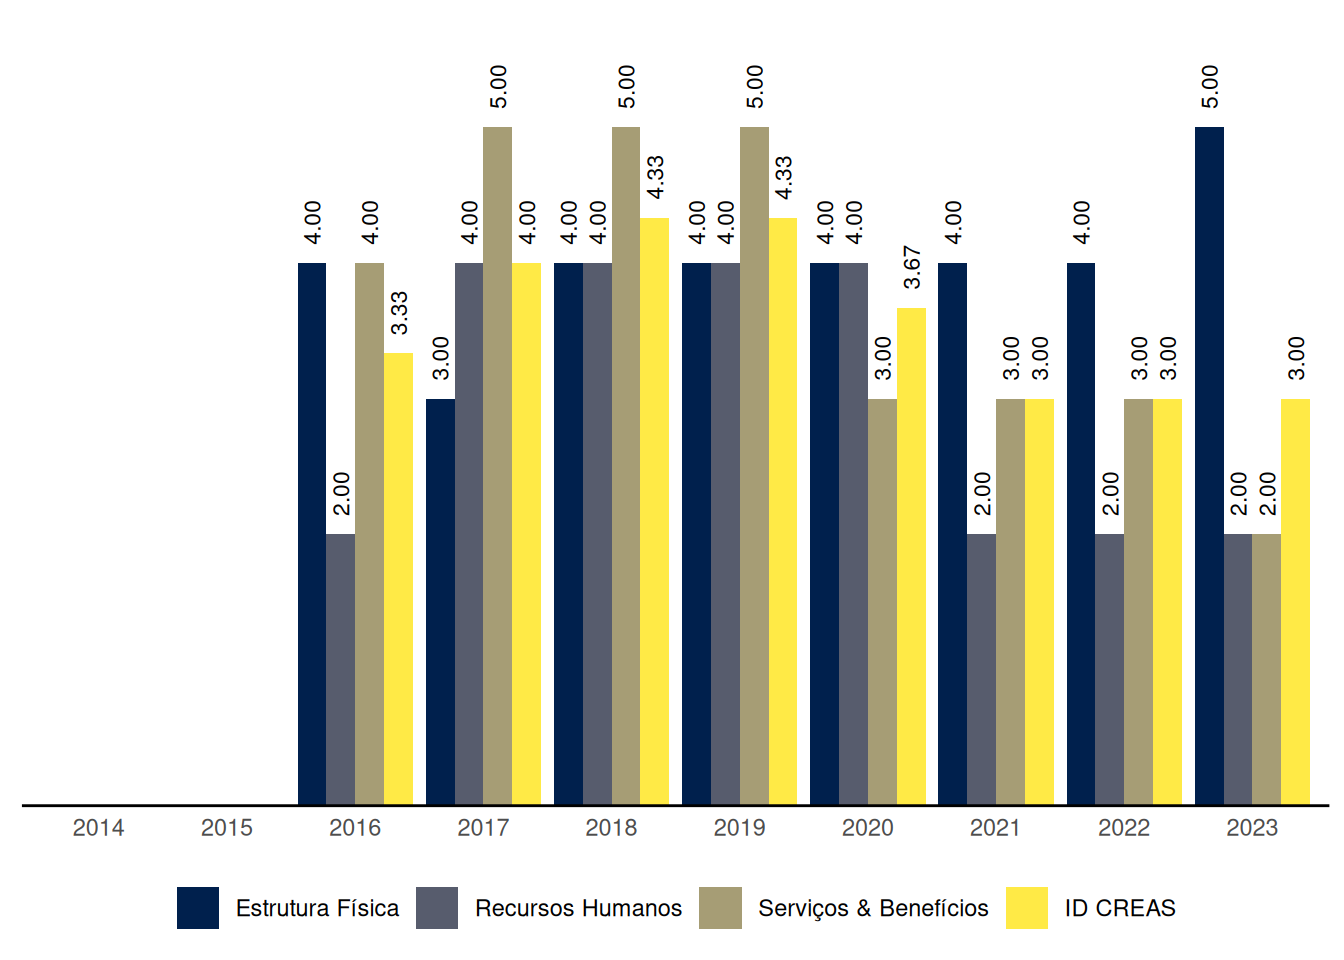 4.00 2.00 4.00 3.33
3.00 4.00 5.00 4.00
4.00 4.00 5.00 4.33
4.00 4.00 5.00 4.33
4.00 4.00 3.00 3.67
4.00 2.00 3.00 3.00
4.00 2.00 3.00 3.00
5.00 2.00 2.00 3.00
2014 2015 2016 2017 2018 2019 2020 2021 2022 2023
Estrutura Física Recursos Humanos Serviços & Benefícios ID CREAS